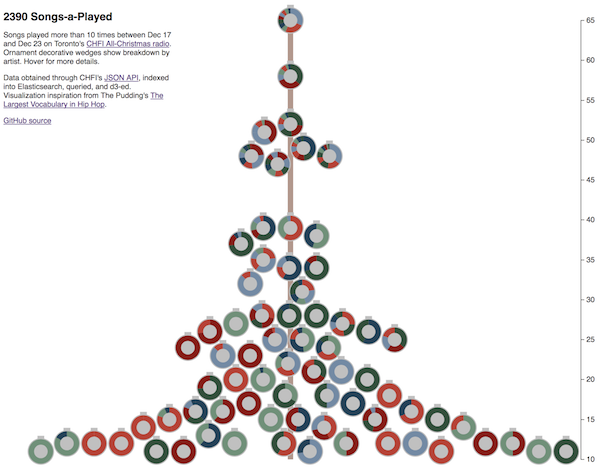 2390 Songs-a-Played
Songs played more than 10 times between Dec 17
and Dec 23 on Toronto's CHFI All-Christmas radio.
Ornament decorative wedges show breakdown by
artist. Hover for more details.
Data obtained through CHFI's JSON API, indexed
into Elasticsearch, queried, and d3-ed.
Visualization inspiration from The Pudding's The
Largest Vocabulary in Hip Hop.
GitHub source
65
60
55
50
45
40
35
30
25
20
15
10